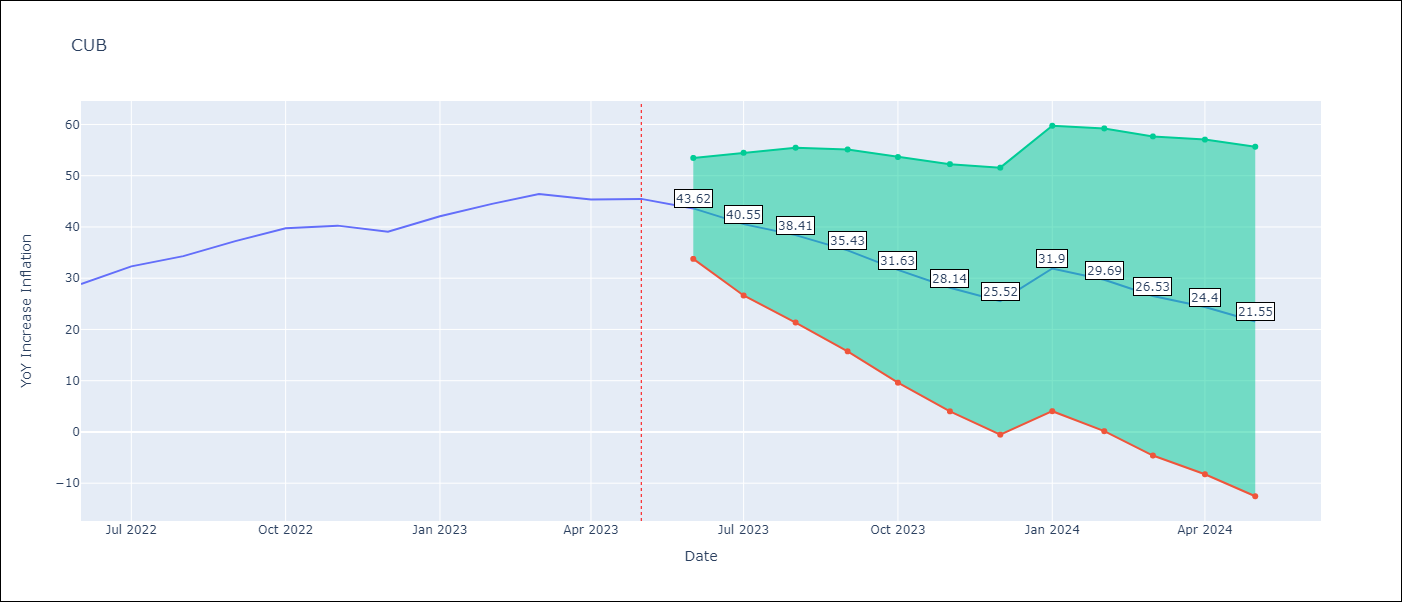 CUB
YoY Increase Inflation
60
50
40
30
20
10
0
−10
43.62
40.55
38.41
35.43
31.63
28.14
25.52
31.9
29.69
26.53
24.4
21.55
Jul 2022
Oct 2022
Jan 2023
Apr 2023
Jul 2023
Oct 2023
Jan 2024
Apr 2024
Date